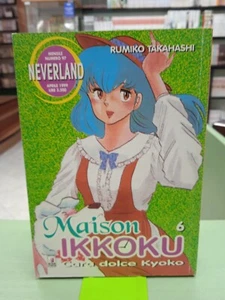 RUMIKO TAKAHASHI
NEVERLAND
Maison
IKKOKU
6
Cara dolce Kyoko